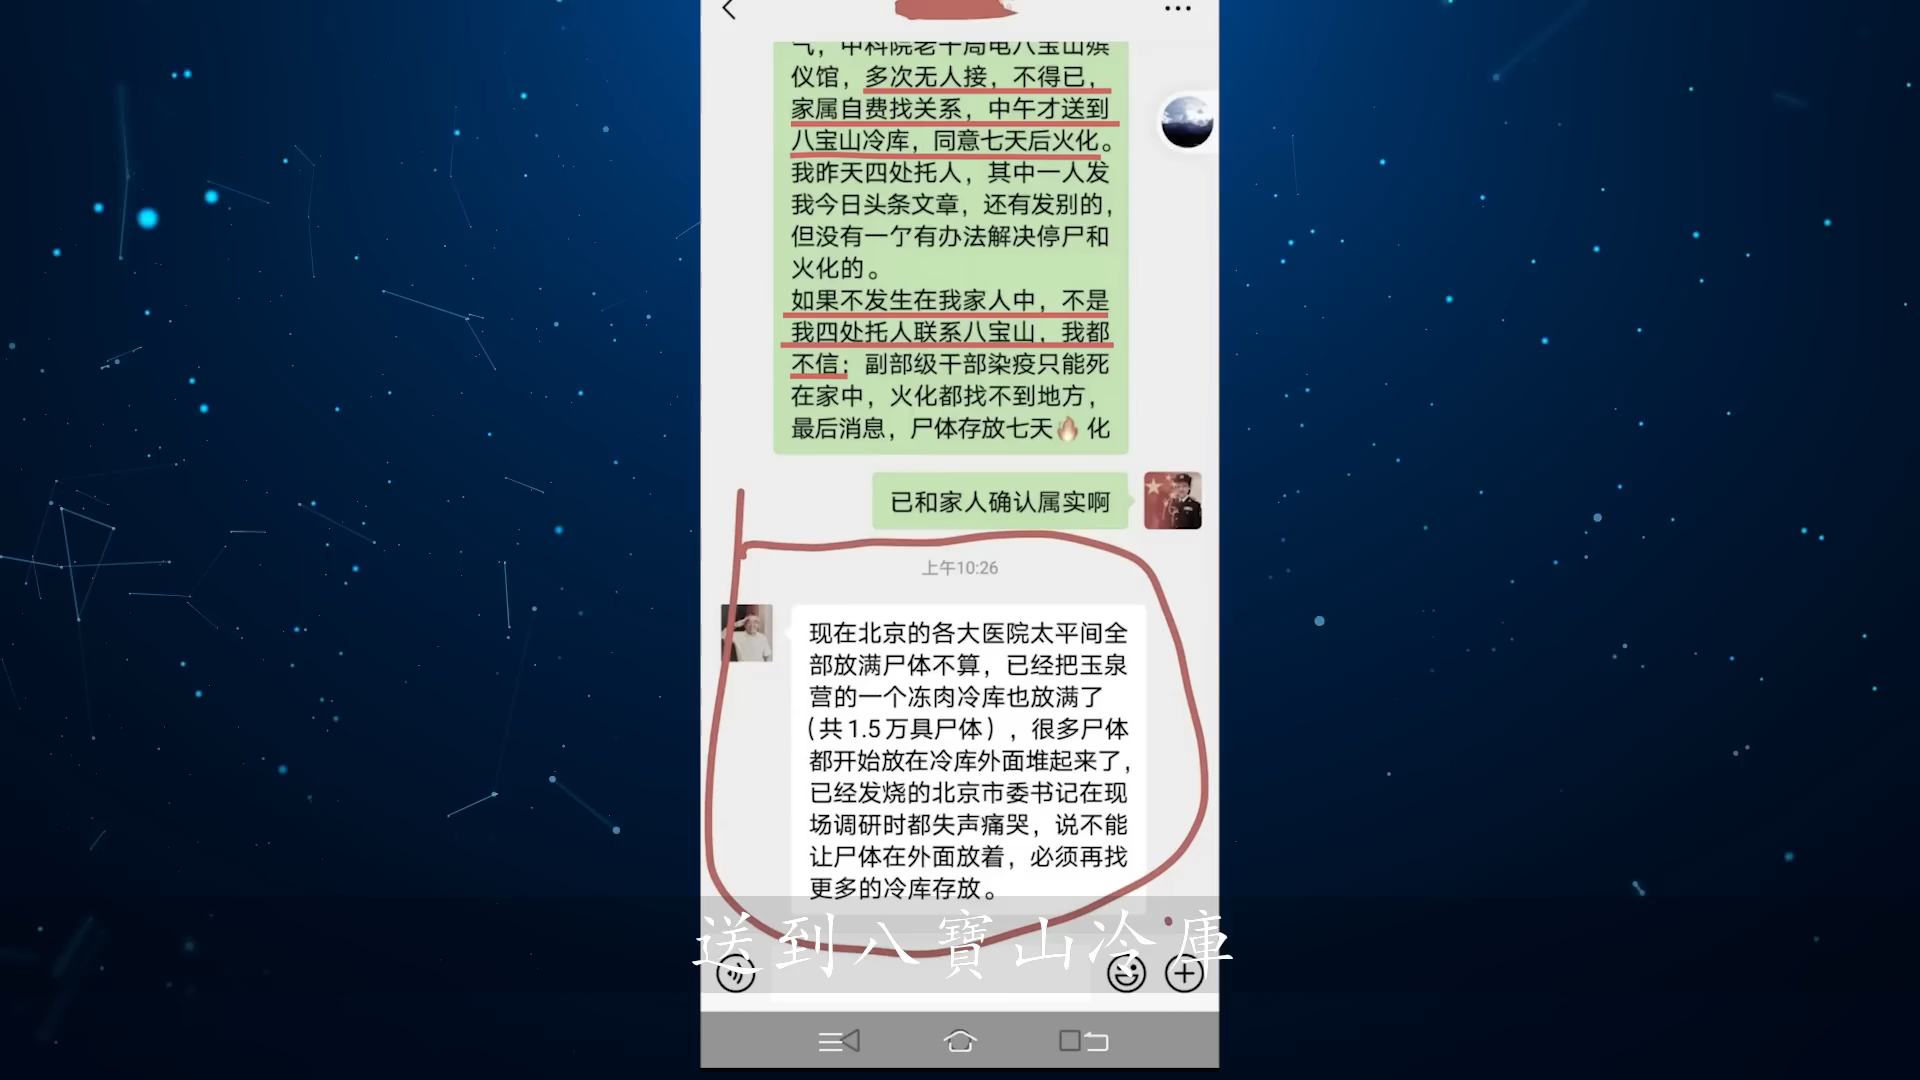 气，中科院老干局电八宝山殡
仪馆，多次无人接，不得已，
家属自费找关系，中午才送到
八宝山冷库，同意七天后火化。
我昨天四处托人，其中一人发
我今日头条文章，还有发别的，
但没有一亇有办法解决停尸和
火化的。
如果不发生在我家人中，不是
我四处托人联系八宝山，我都
不信；副部级干部染疫只能死
在家中，火化都找不到地方，
最后消息，尸体存放七天🔥化
已和家人确认属实啊
上午10:26
现在北京的各大医院太平间全
部放满尸体不算，已经把玉泉
营的一个冻肉冷库也放满了
（共1.5万具尸体），很多尸体
都开始放在冷库外面堆起来了，
已经发烧的北京市委书记在现
场调研时都失声痛哭，说不能
让尸体在外面放着，必须再找
更多的冷库存放。
送到八寶山冷庫